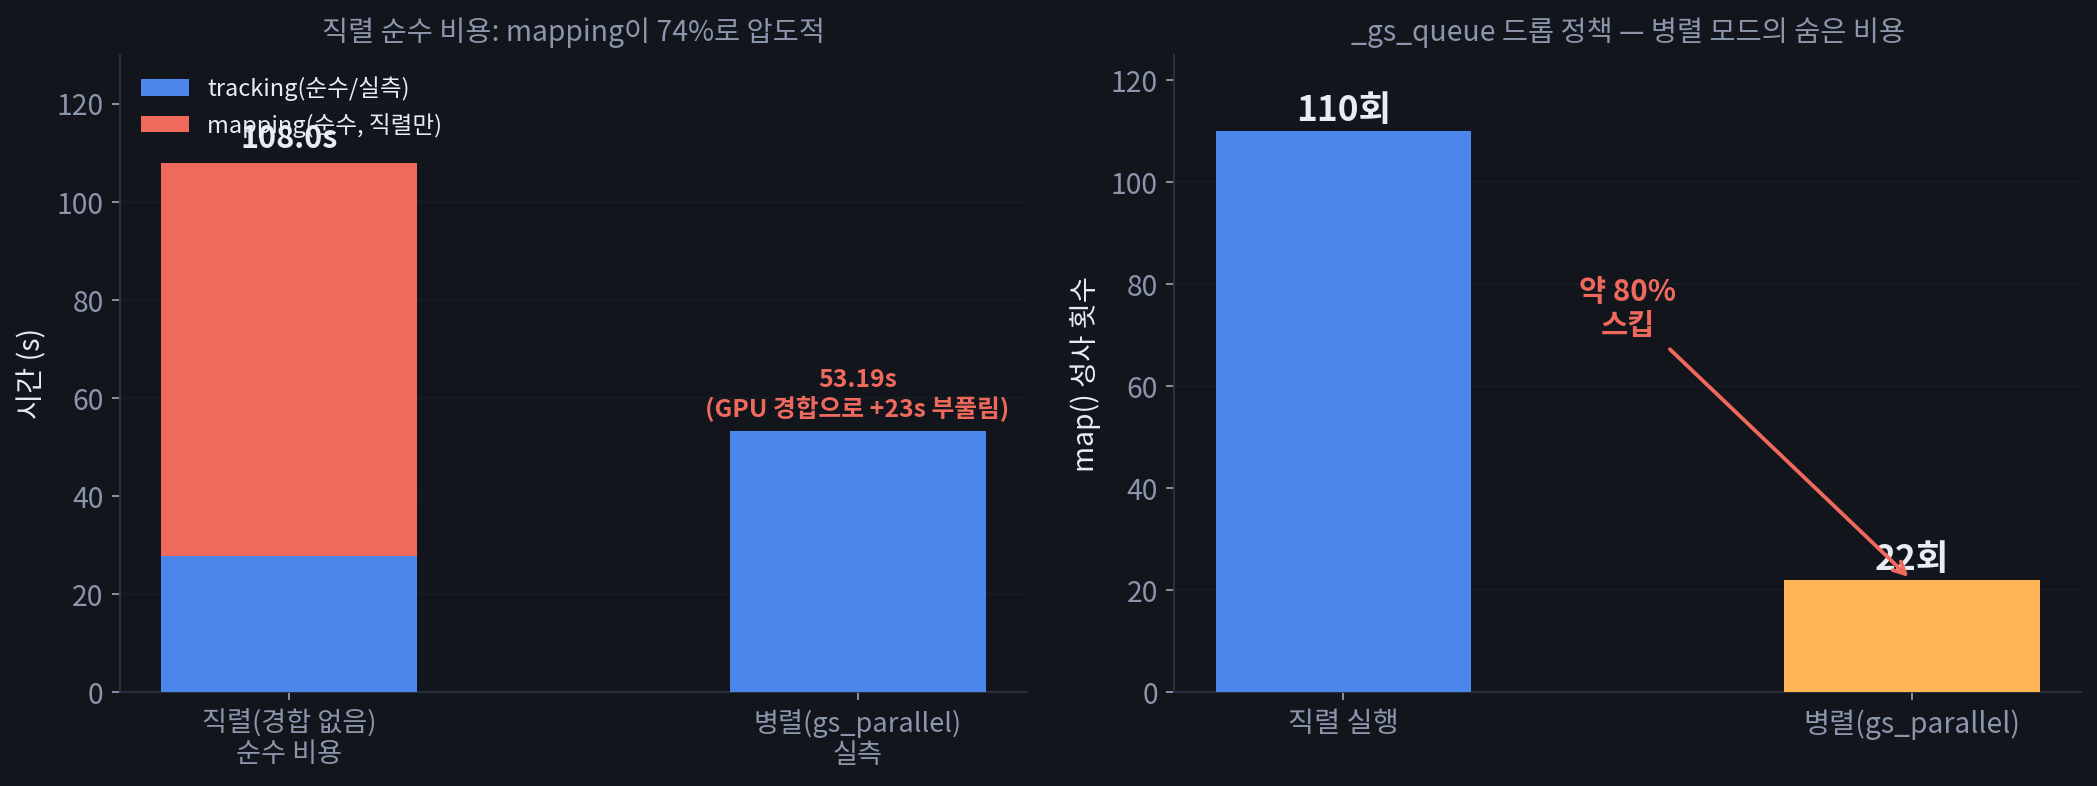 직렬 순수 비용: mapping이 74%로 압도적
tracking(순수/실측)
mapping(순수, 직렬만)
108.0s
53.19s
(GPU 경합으로 +23s 부풀림)
시간 (s)
120
100
80
60
40
20
0
직렬(경합 없음)
순수 비용
병렬(gs_parallel)
실측
_gs_queue 드롭 정책 — 병렬 모드의 숨은 비용
110회
약 80%
스킵
22회
map() 성사 횟수
120
100
80
60
40
20
0
직렬 실행
병렬(gs_parallel)